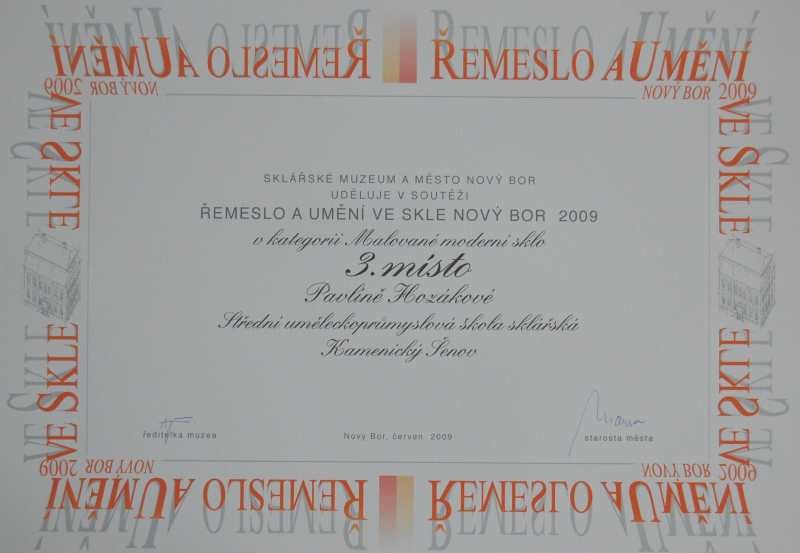 ŘEMESLO A UMĚNÍ ŘEMESLO A UMĚNÍ
2009 NOVÝ BOR NOVÝ BOR 2009
VE SKLE VE SKLE
SKLÁŘSKÉ MUZEUM A MĚSTO NOVÝ BOR
UDĚLUJE V SOUTĚŽI
ŘEMESLO A UMĚNÍ VE SKLE NOVÝ BOR 2009
v kategorii Malované moderní sklo
3. místo
Pavlíně Hozákové
Střední uměleckoprůmyslová škola sklářská
Kamenický Šenov
VE SKLE VE SKLE
ředitelka muzea Nový Bor, červen 2009 starosta města
2009 NOVÝ BOR NOVÝ BOR 2009
ŘEMESLO A UMĚNÍ ŘEMESLO A UMĚNÍ